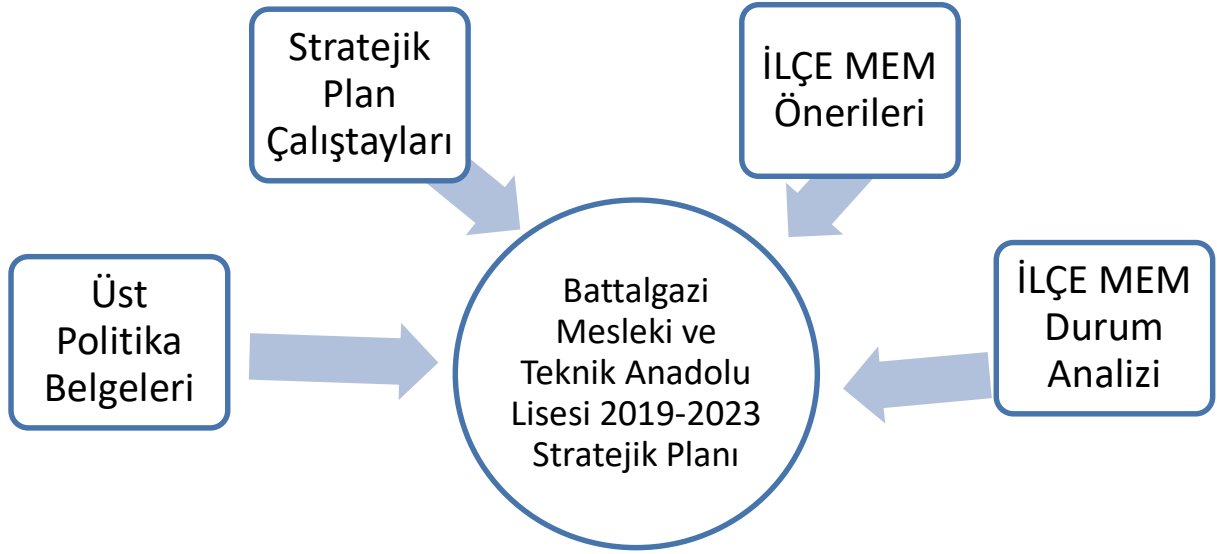 Stratejik
Plan
Çalıştayları
İLÇE MEM
Önerileri
Üst
Politika
Belgeleri
Battalgazi
Mesleki ve
Teknik Anadolu
Lisesi 2019-2023
Stratejik Planı
İLÇE MEM
Durum
Analizi